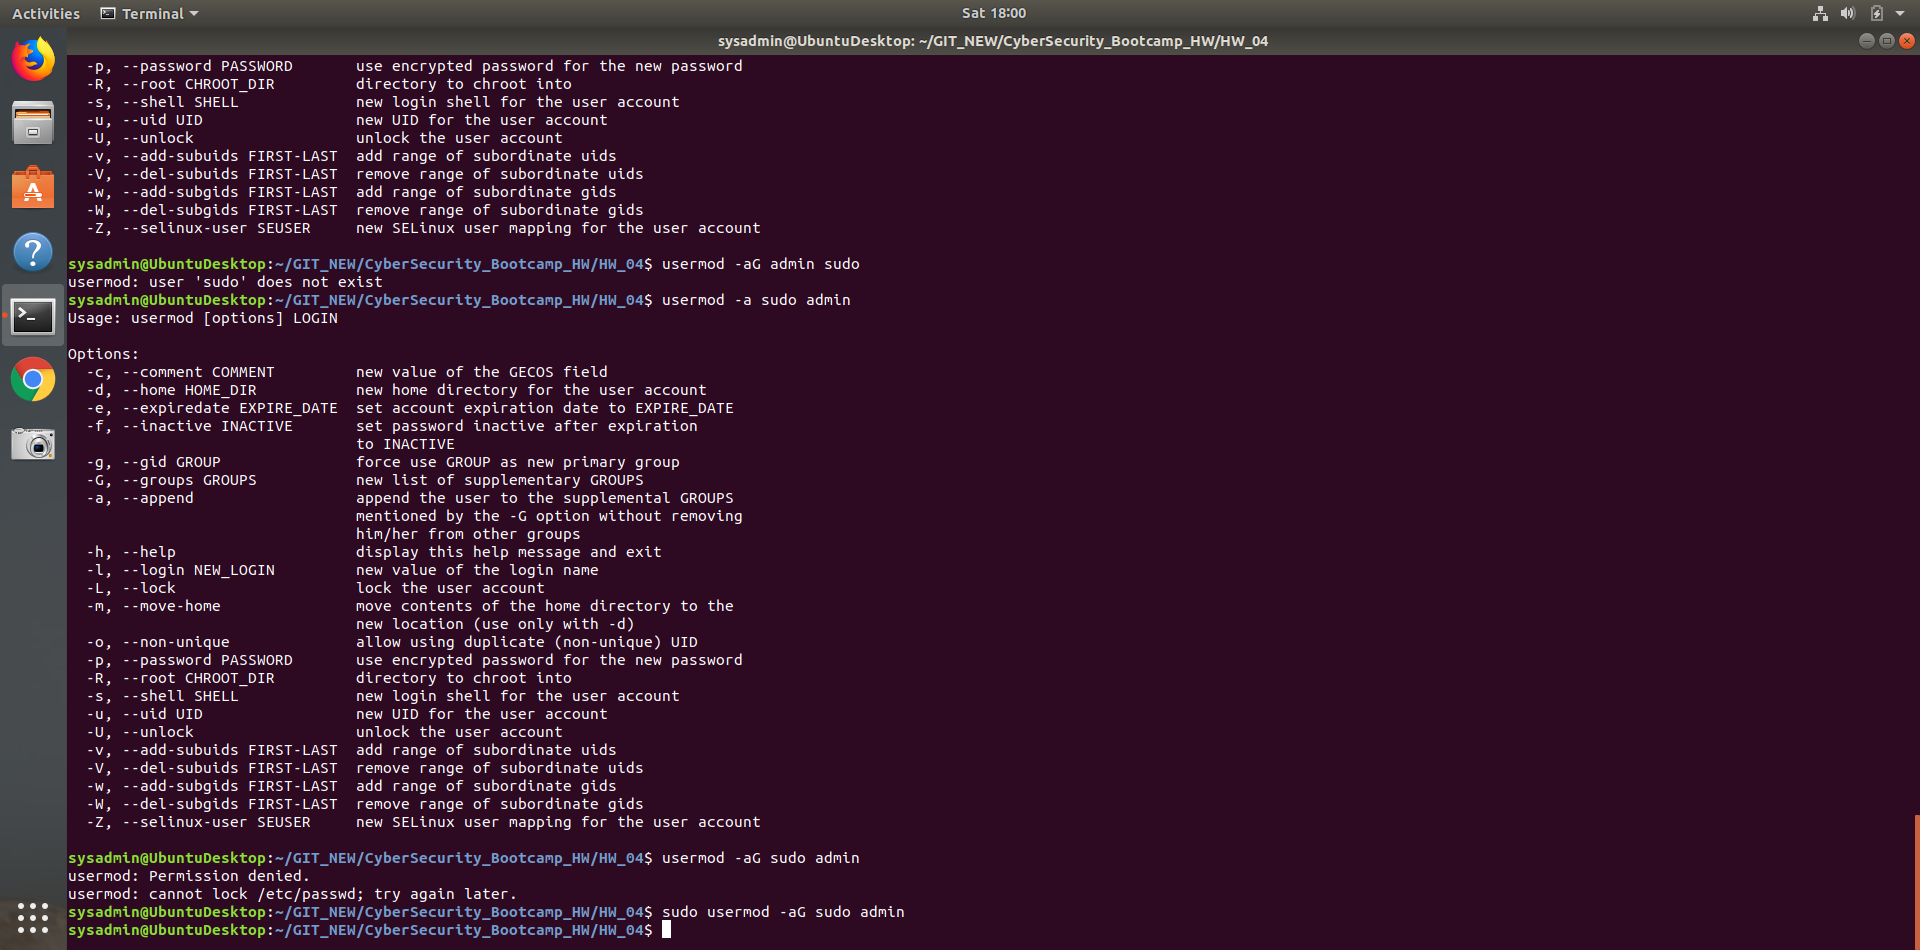 Activities Terminal Sat 18:00
sysadmin@UbuntuDesktop: ~/GIT_NEW/CyberSecurity_Bootcamp_HW/HW_04
  -p, --password PASSWORD       use encrypted password for the new password
  -R, --root CHROOT_DIR         directory to chroot into
  -s, --shell SHELL             new login shell for the user account
  -u, --uid UID                 new UID for the user account
  -U, --unlock                  unlock the user account
  -v, --add-subuids FIRST-LAST  add range of subordinate uids
  -V, --del-subuids FIRST-LAST  remove range of subordinate uids
  -w, --add-subgids FIRST-LAST  add range of subordinate gids
  -W, --del-subgids FIRST-LAST  remove range of subordinate gids
  -Z, --selinux-user SEUSER     new SELinux user mapping for the user account
sysadmin@UbuntuDesktop:~/GIT_NEW/CyberSecurity_Bootcamp_HW/HW_04$ usermod -aG admin sudo
usermod: user 'sudo' does not exist
sysadmin@UbuntuDesktop:~/GIT_NEW/CyberSecurity_Bootcamp_HW/HW_04$ usermod -a sudo admin
Usage: usermod [options] LOGIN
Options:
  -c, --comment COMMENT         new value of the GECOS field
  -d, --home HOME_DIR           new home directory for the user account
  -e, --expiredate EXPIRE_DATE  set account expiration date to EXPIRE_DATE
  -f, --inactive INACTIVE       set password inactive after expiration
                                to INACTIVE
  -g, --gid GROUP               force use GROUP as new primary group
  -G, --groups GROUPS           new list of supplementary GROUPS
  -a, --append                  append the user to the supplemental GROUPS
                                mentioned by the -G option without removing
                                him/her from other groups
  -h, --help                    display this help message and exit
  -l, --login NEW_LOGIN         new value of the login name
  -L, --lock                    lock the user account
  -m, --move-home               move contents of the home directory to the
                                new location (use only with -d)
  -o, --non-unique              allow using duplicate (non-unique) UID
  -p, --password PASSWORD       use encrypted password for the new password
  -R, --root CHROOT_DIR         directory to chroot into
  -s, --shell SHELL             new login shell for the user account
  -u, --uid UID                 new UID for the user account
  -U, --unlock                  unlock the user account
  -v, --add-subuids FIRST-LAST  add range of subordinate uids
  -V, --del-subuids FIRST-LAST  remove range of subordinate uids
  -w, --add-subgids FIRST-LAST  add range of subordinate gids
  -W, --del-subgids FIRST-LAST  remove range of subordinate gids
  -Z, --selinux-user SEUSER     new SELinux user mapping for the user account
sysadmin@UbuntuDesktop:~/GIT_NEW/CyberSecurity_Bootcamp_HW/HW_04$ usermod -aG sudo admin
usermod: Permission denied.
usermod: cannot lock /etc/passwd; try again later.
sysadmin@UbuntuDesktop:~/GIT_NEW/CyberSecurity_Bootcamp_HW/HW_04$ sudo usermod -aG sudo admin
sysadmin@UbuntuDesktop:~/GIT_NEW/CyberSecurity_Bootcamp_HW/HW_04$